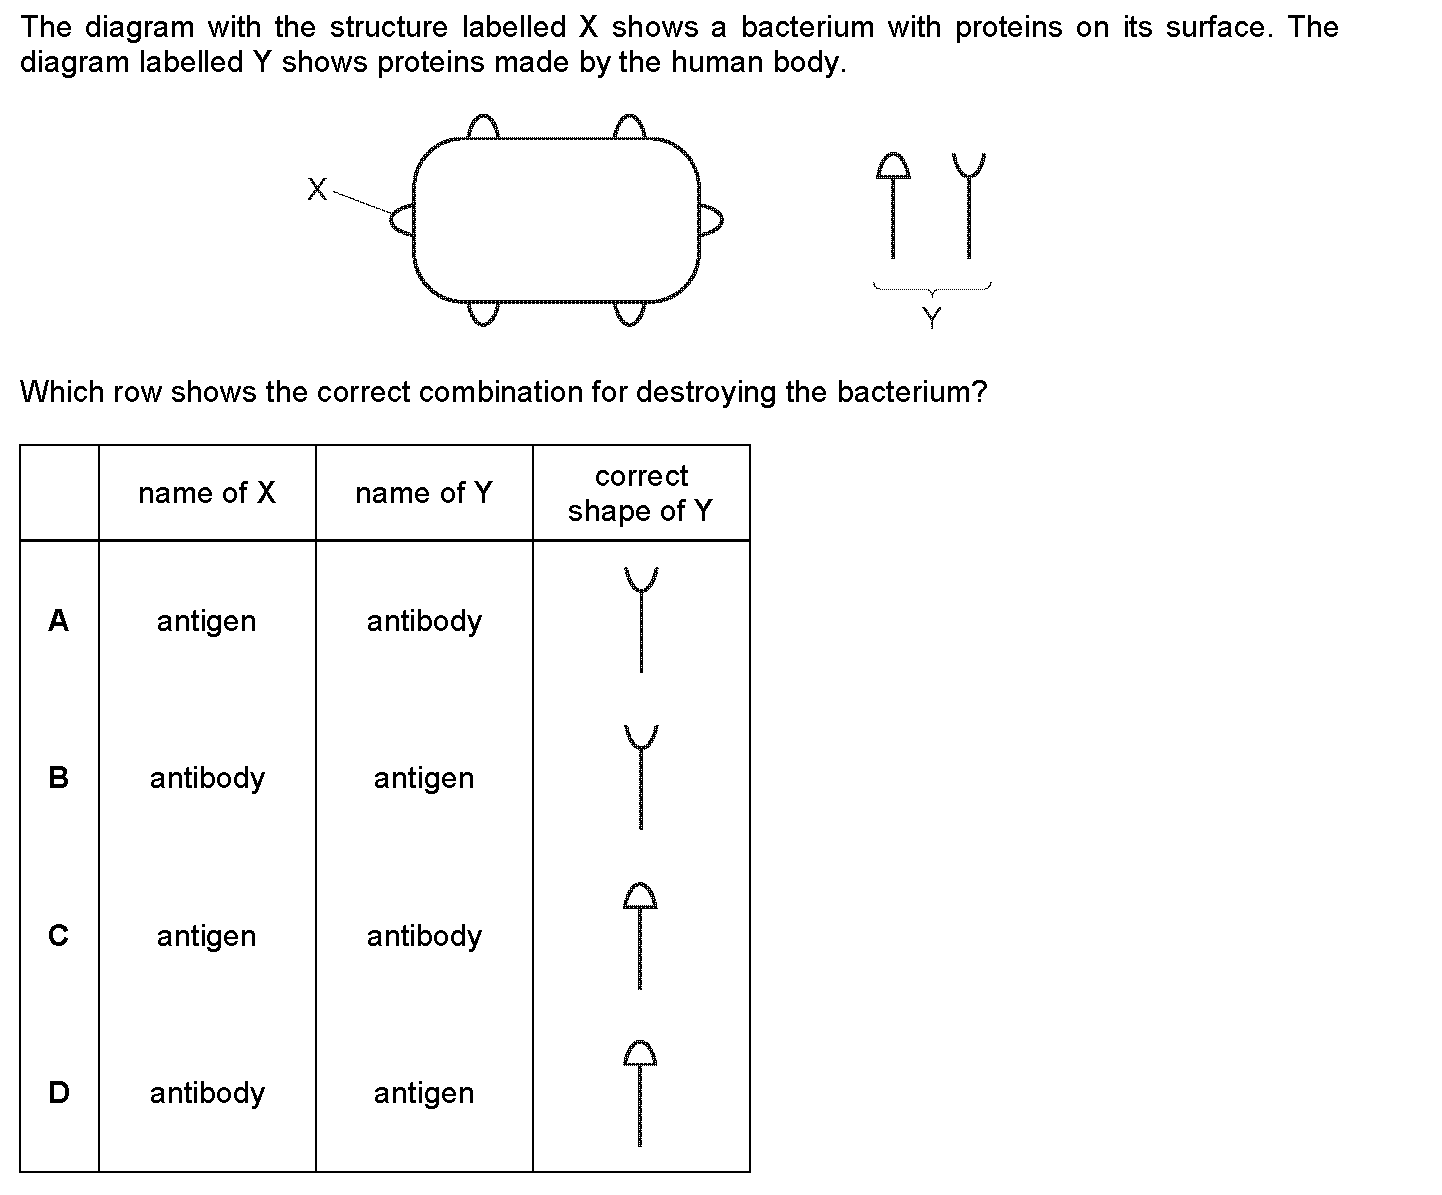 The diagram with the structure labelled X shows a bacterium with proteins on its surface. The
diagram labelled Y shows proteins made by the human body.
X
Y
Which row shows the correct combination for destroying the bacterium?
name of X name of Y correct shape of Y
A antigen antibody
B antibody antigen
C antigen antibody
D antibody antigen